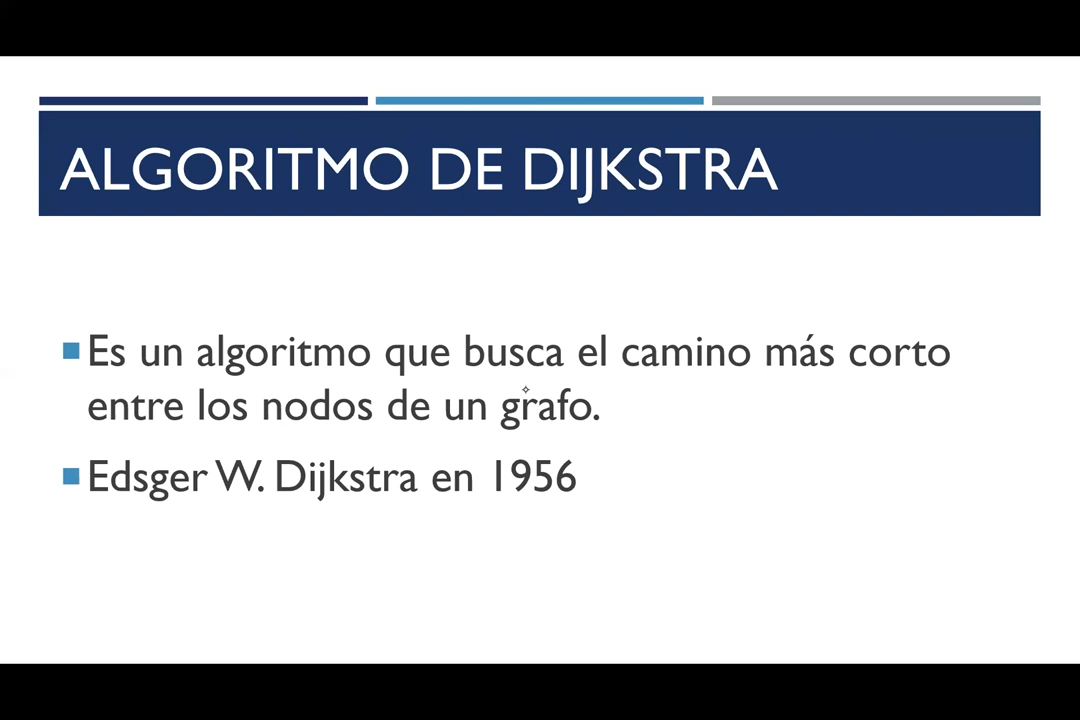 ALGORITMO DE DIJKSTRA
Es un algoritmo que busca el camino más corto
entre los nodos de un grafo.
Edsger W. Dijkstra en 1956